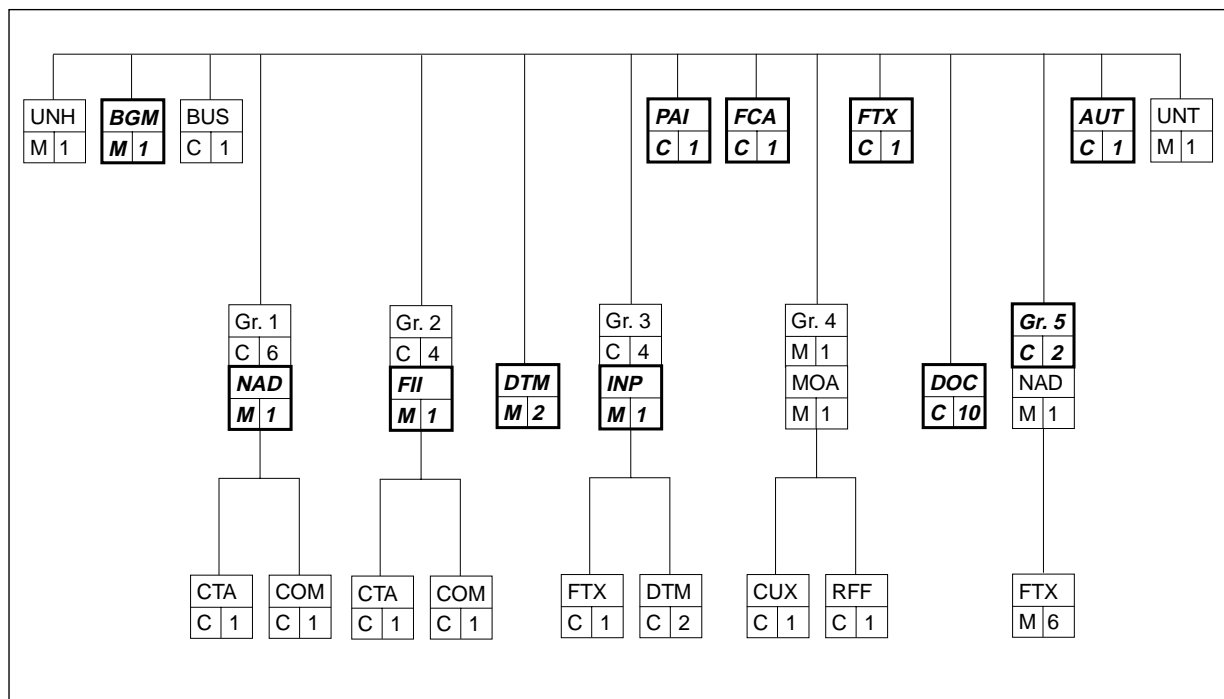 UNH BGM BUS PAI FCA FTX AUT UNT
M 1 M 1 C 1 C 1 C 1 C 1 C 1 M 1
Gr. 1 Gr. 2 Gr. 3 Gr. 4 Gr. 5
C 6 C 4 C 4 M 1 C 2
NAD FII DTM INP MOA DOC NAD
M 1 M 1 M 2 M 1 M 1 C 10 M 1
CTA COM CTA COM FTX DTM CUX RFF FTX
C 1 C 1 C 1 C 1 C 1 C 2 C 1 C 1 M 6